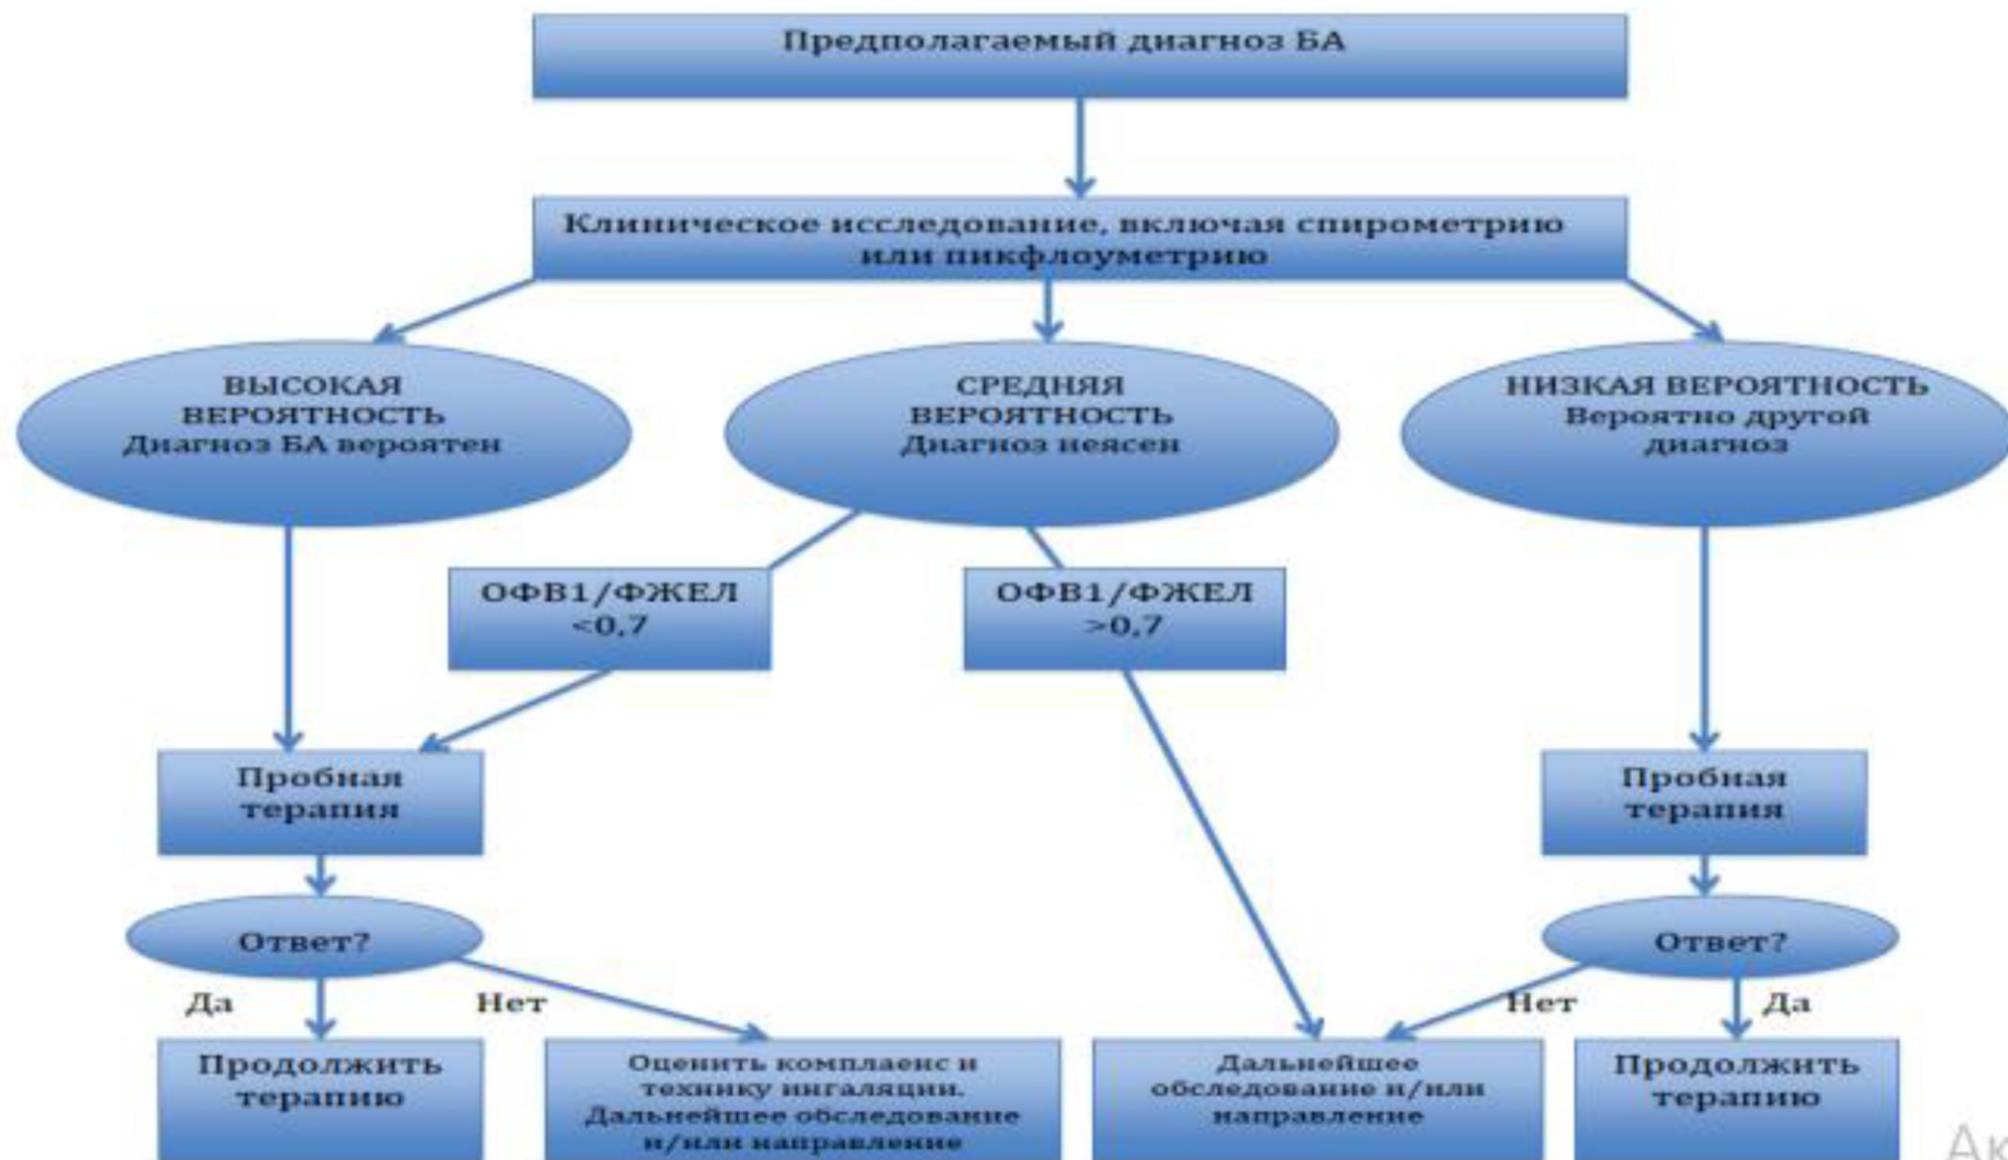 Предполагаемый диагноз БА
Клиническое исследование, включая спирометрию
или пикфлоуметрию
ВЫСОКАЯ
ВЕРОЯТНОСТЬ
Диагноз БА вероятен
СРЕДНЯЯ
ВЕРОЯТНОСТЬ
Диагноз неясен
НИЗКАЯ ВЕРОЯТНОСТЬ
Вероятно другой
диагноз
ОФВ1/ФЖЕЛ
<0,7
ОФВ1/ФЖЕЛ
>0,7
Пробная
терапия
Пробная
терапия
Ответ?
Ответ?
Да
Нет
Нет
Да
Продолжить
терапию
Оценить комплаенс и
технику ингаляции.
Дальнейшее обследование
и/или направление
Дальнейшее
обследование и/или
направление
Продолжить
терапию